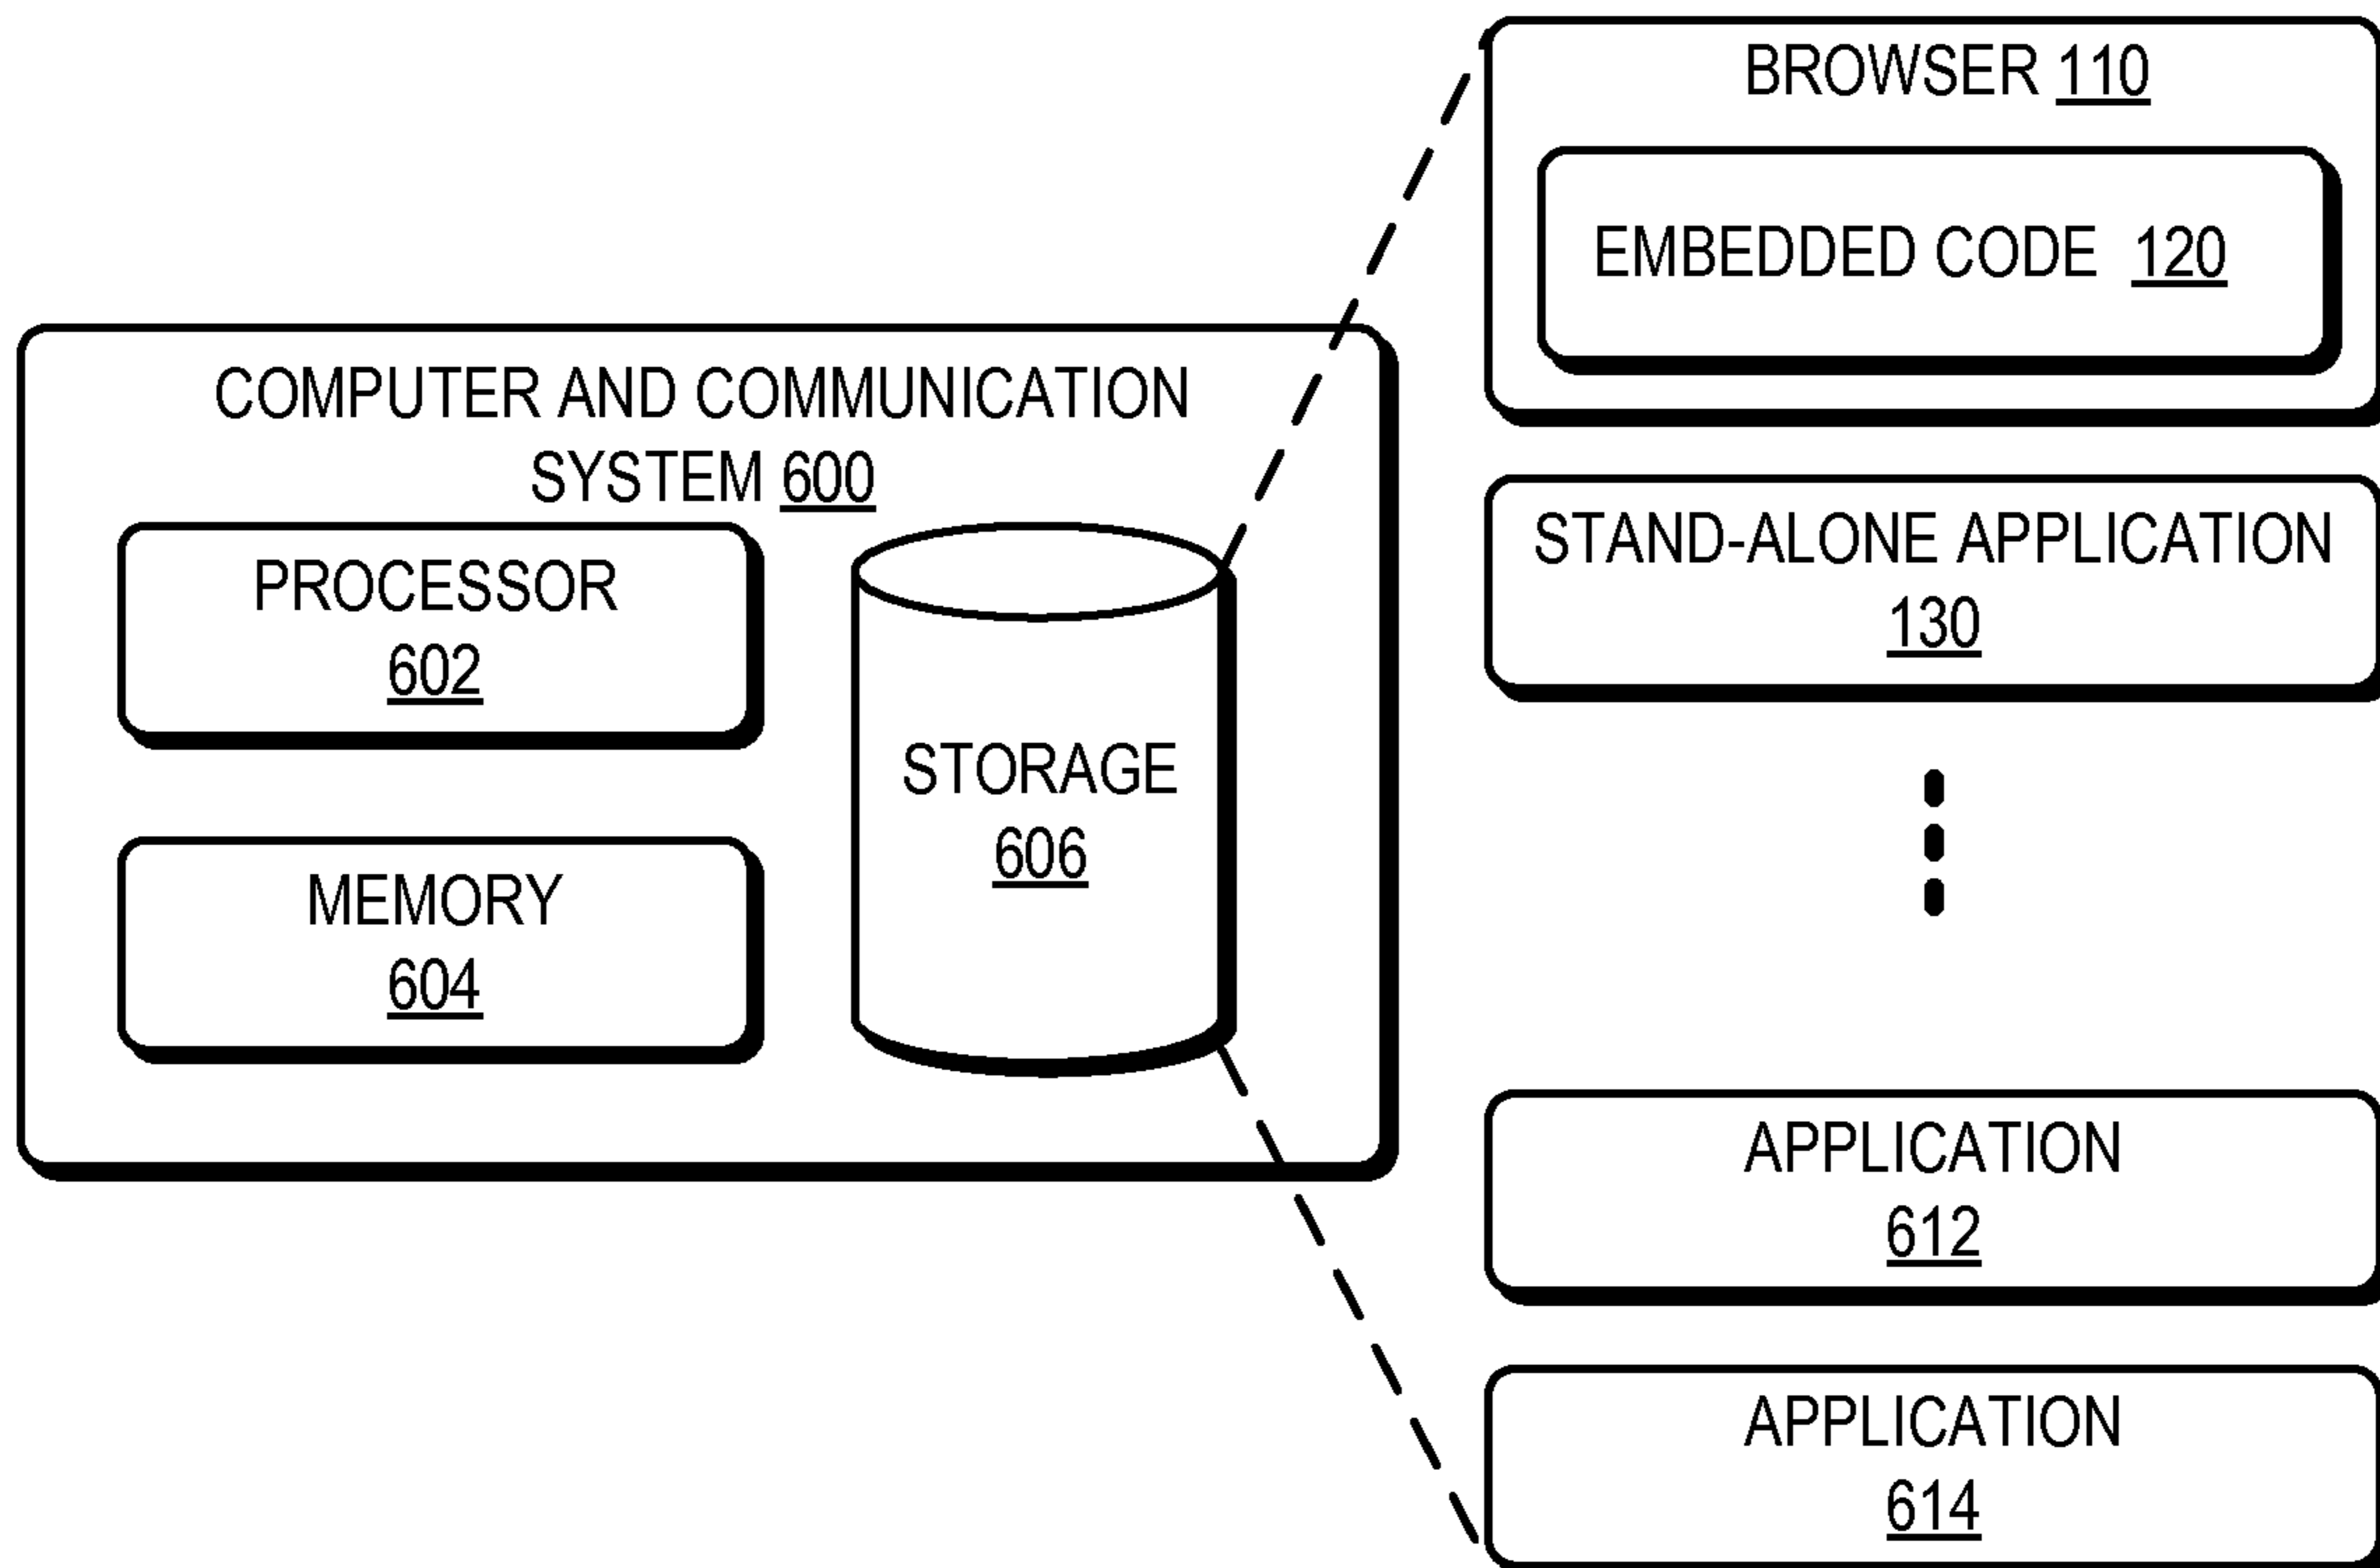 COMPUTER AND COMMUNICATION
SYSTEM 600
PROCESSOR
602
MEMORY
604
STORAGE
606
BROWSER 110
EMBEDDED CODE 120
STAND-ALONE APPLICATION
130
APPLICATION
612
APPLICATION
614